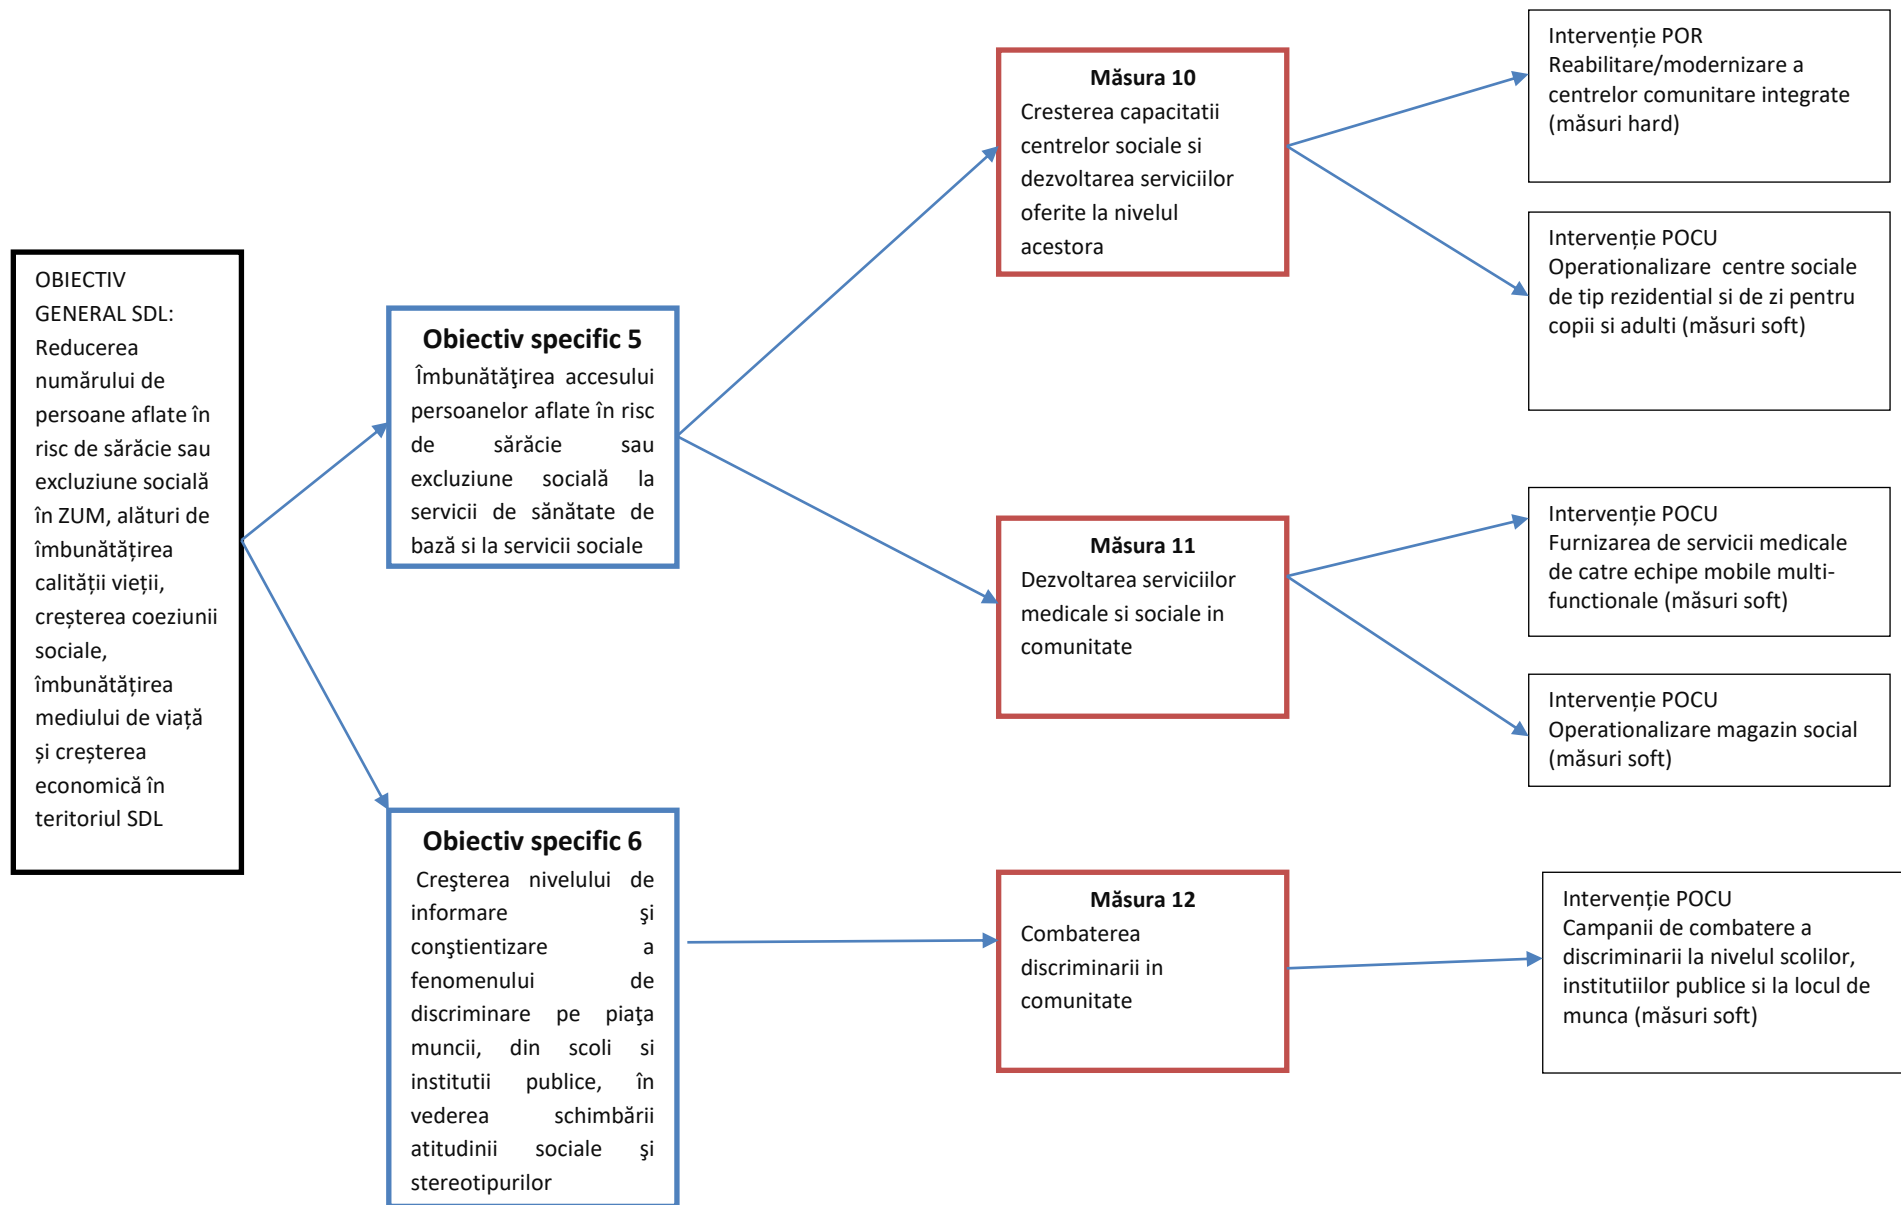 OBIECTIV
GENERAL SDL:
Reducerea
numărului de
persoane aflate în
risc de sărăcie sau
excluziune socială
în ZUM, alături de
îmbunătățirea
calității vieții,
creșterea coeziunii
sociale,
îmbunătățirea
mediului de viață
și creșterea
economică în
teritoriul SDL
Obiectiv specific 5
Îmbunătăţirea accesului
persoanelor aflate în risc
de sărăcie sau
excluziune socială la
servicii de sănătate de
bază si la servicii sociale
Obiectiv specific 6
Creşterea nivelului de
informare şi
conştientizare a
fenomenului de
discriminare pe piaţa
muncii, din scoli si
institutii publice, în
vederea schimbării
atitudinii sociale şi
stereotipurilor
Măsura 10
Cresterea capacitatii
centrelor sociale si
dezvoltarea serviciilor
oferite la nivelul
acestora
Măsura 11
Dezvoltarea serviciilor
medicale si sociale in
comunitate
Măsura 12
Combaterea
discriminarii in
comunitate
Intervenție POR
Reabilitare/modernizare a
centrelor comunitare integrate
(măsuri hard)
Intervenție POCU
Operationalizare centre sociale
de tip rezidential si de zi pentru
copii si adulti (măsuri soft)
Intervenție POCU
Furnizarea de servicii medicale
de catre echipe mobile multi-
functionale (măsuri soft)
Intervenție POCU
Operationalizare magazin social
(măsuri soft)
Intervenție POCU
Campanii de combatere a
discriminarii la nivelul scolilor,
institutiilor publice si la locul de
munca (măsuri soft)